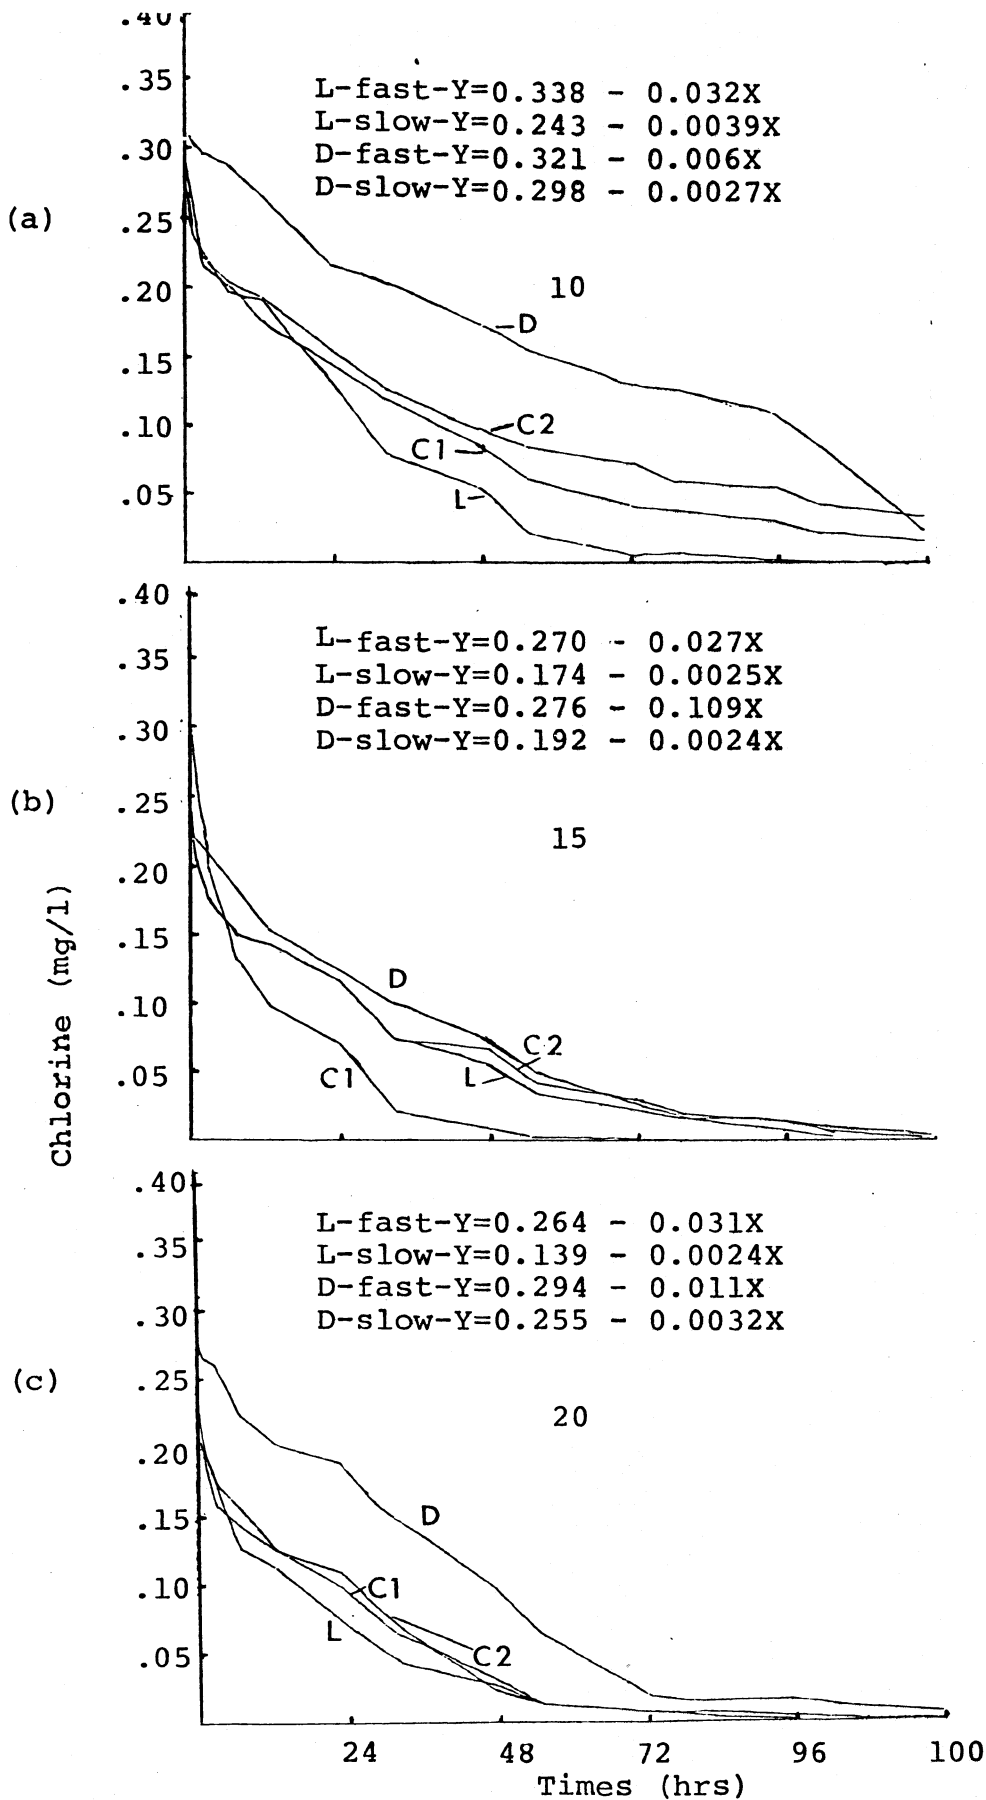 .40
.35
L-fast-Y=0.338 - 0.032X
L-slow-Y=0.243 - 0.0039X
.30
D-fast-Y=0.321 - 0.006X
D-slow-Y=0.298 - 0.0027X
(a)
.25
.20
10
D
.15
.10
C2
C1
.05
L
.40
L-fast-Y=0.270 - 0.027X
.35
L-slow-Y=0.174 - 0.0025X
D-fast-Y=0.276 - 0.109X
.30
D-slow-Y=0.192 - 0.0024X
(b)
.25
15
.20
.15
D
.10
C2
.05
C1
L
Chlorine (mg/l)
.40
L-fast-Y=0.264 - 0.031X
.35
L-slow-Y=0.139 - 0.0024X
D-fast-Y=0.294 - 0.011X
.30
D-slow-Y=0.255 - 0.0032X
(c)
.25
20
.20
.15
D
.10
C1
L
.05
C2
24 48 72 96 100
Times (hrs)